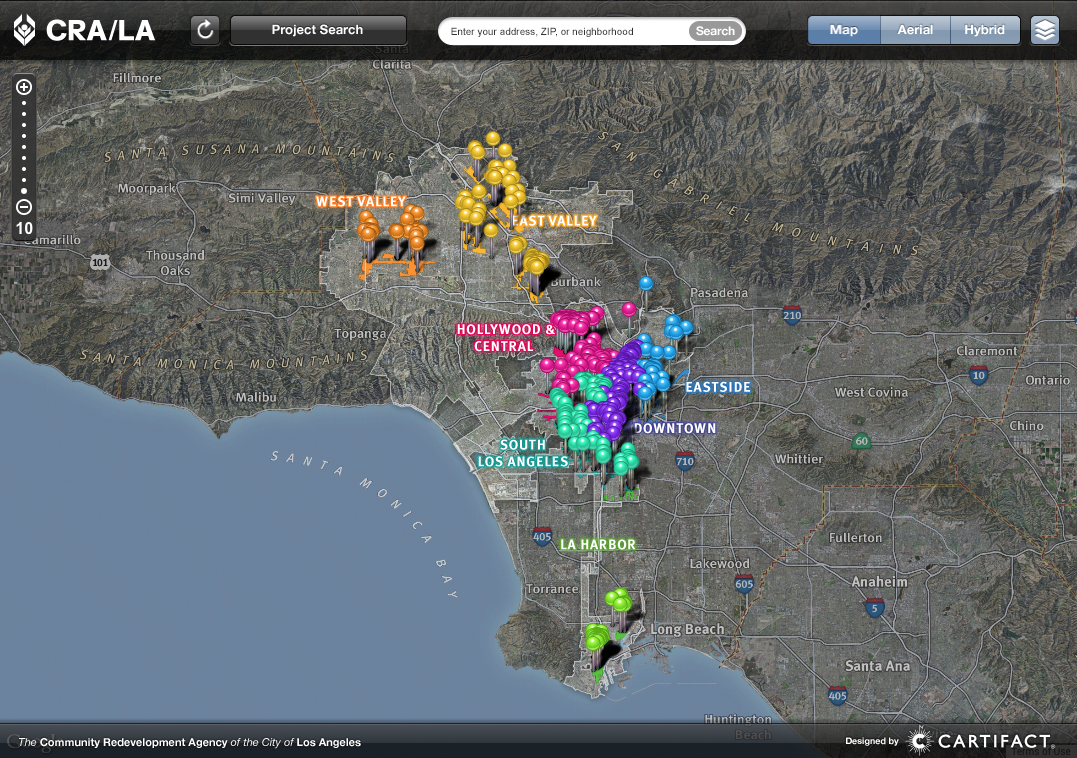 CRA/LA
Project Search
Enter your address, ZIP, or neighborhood
Search
Map
Aerial
Hybrid
Santa
Clarita
Fillmore
10
SANTA SUSANA MOUNTAINS
SAN GABRIEL MOUNTAINS
Moorpark
Simi Valley
WEST VALLEY
EAST VALLEY
Camarillo
101
Thousand
Oaks
Burbank
Pasadena
210
Topanga
HOLLYWOOD &
CENTRAL
SANTA MONICA MOUNTAINS
Claremont
10
Ontario
EASTSIDE
West Covina
Malibu
DOWNTOWN
Chino
60
SOUTH
LOS ANGELES
710
Whittier
SANTA MONICA BAY
405
LA HARBOR
Fullerton
Lakewood
605
Anaheim
Torrance
5
Long Beach
Santa Ana
405
Huntington
Beach
The Community Redevelopment Agency of the City of Los Angeles
Designed by
CARTIFACT
Terms of Use